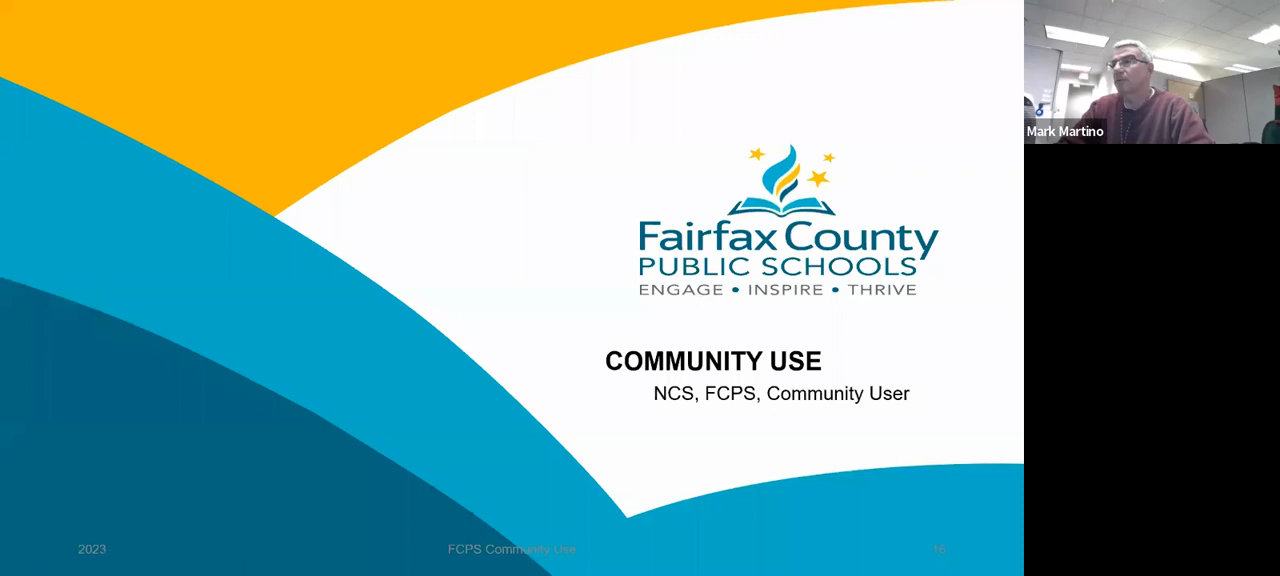 Mark Martino
Fairfax County
PUBLIC SCHOOLS
ENGAGE • INSPIRE • THRIVE
COMMUNITY USE
NCS, FCPS, Community User
2023
FCPS Community Use
16